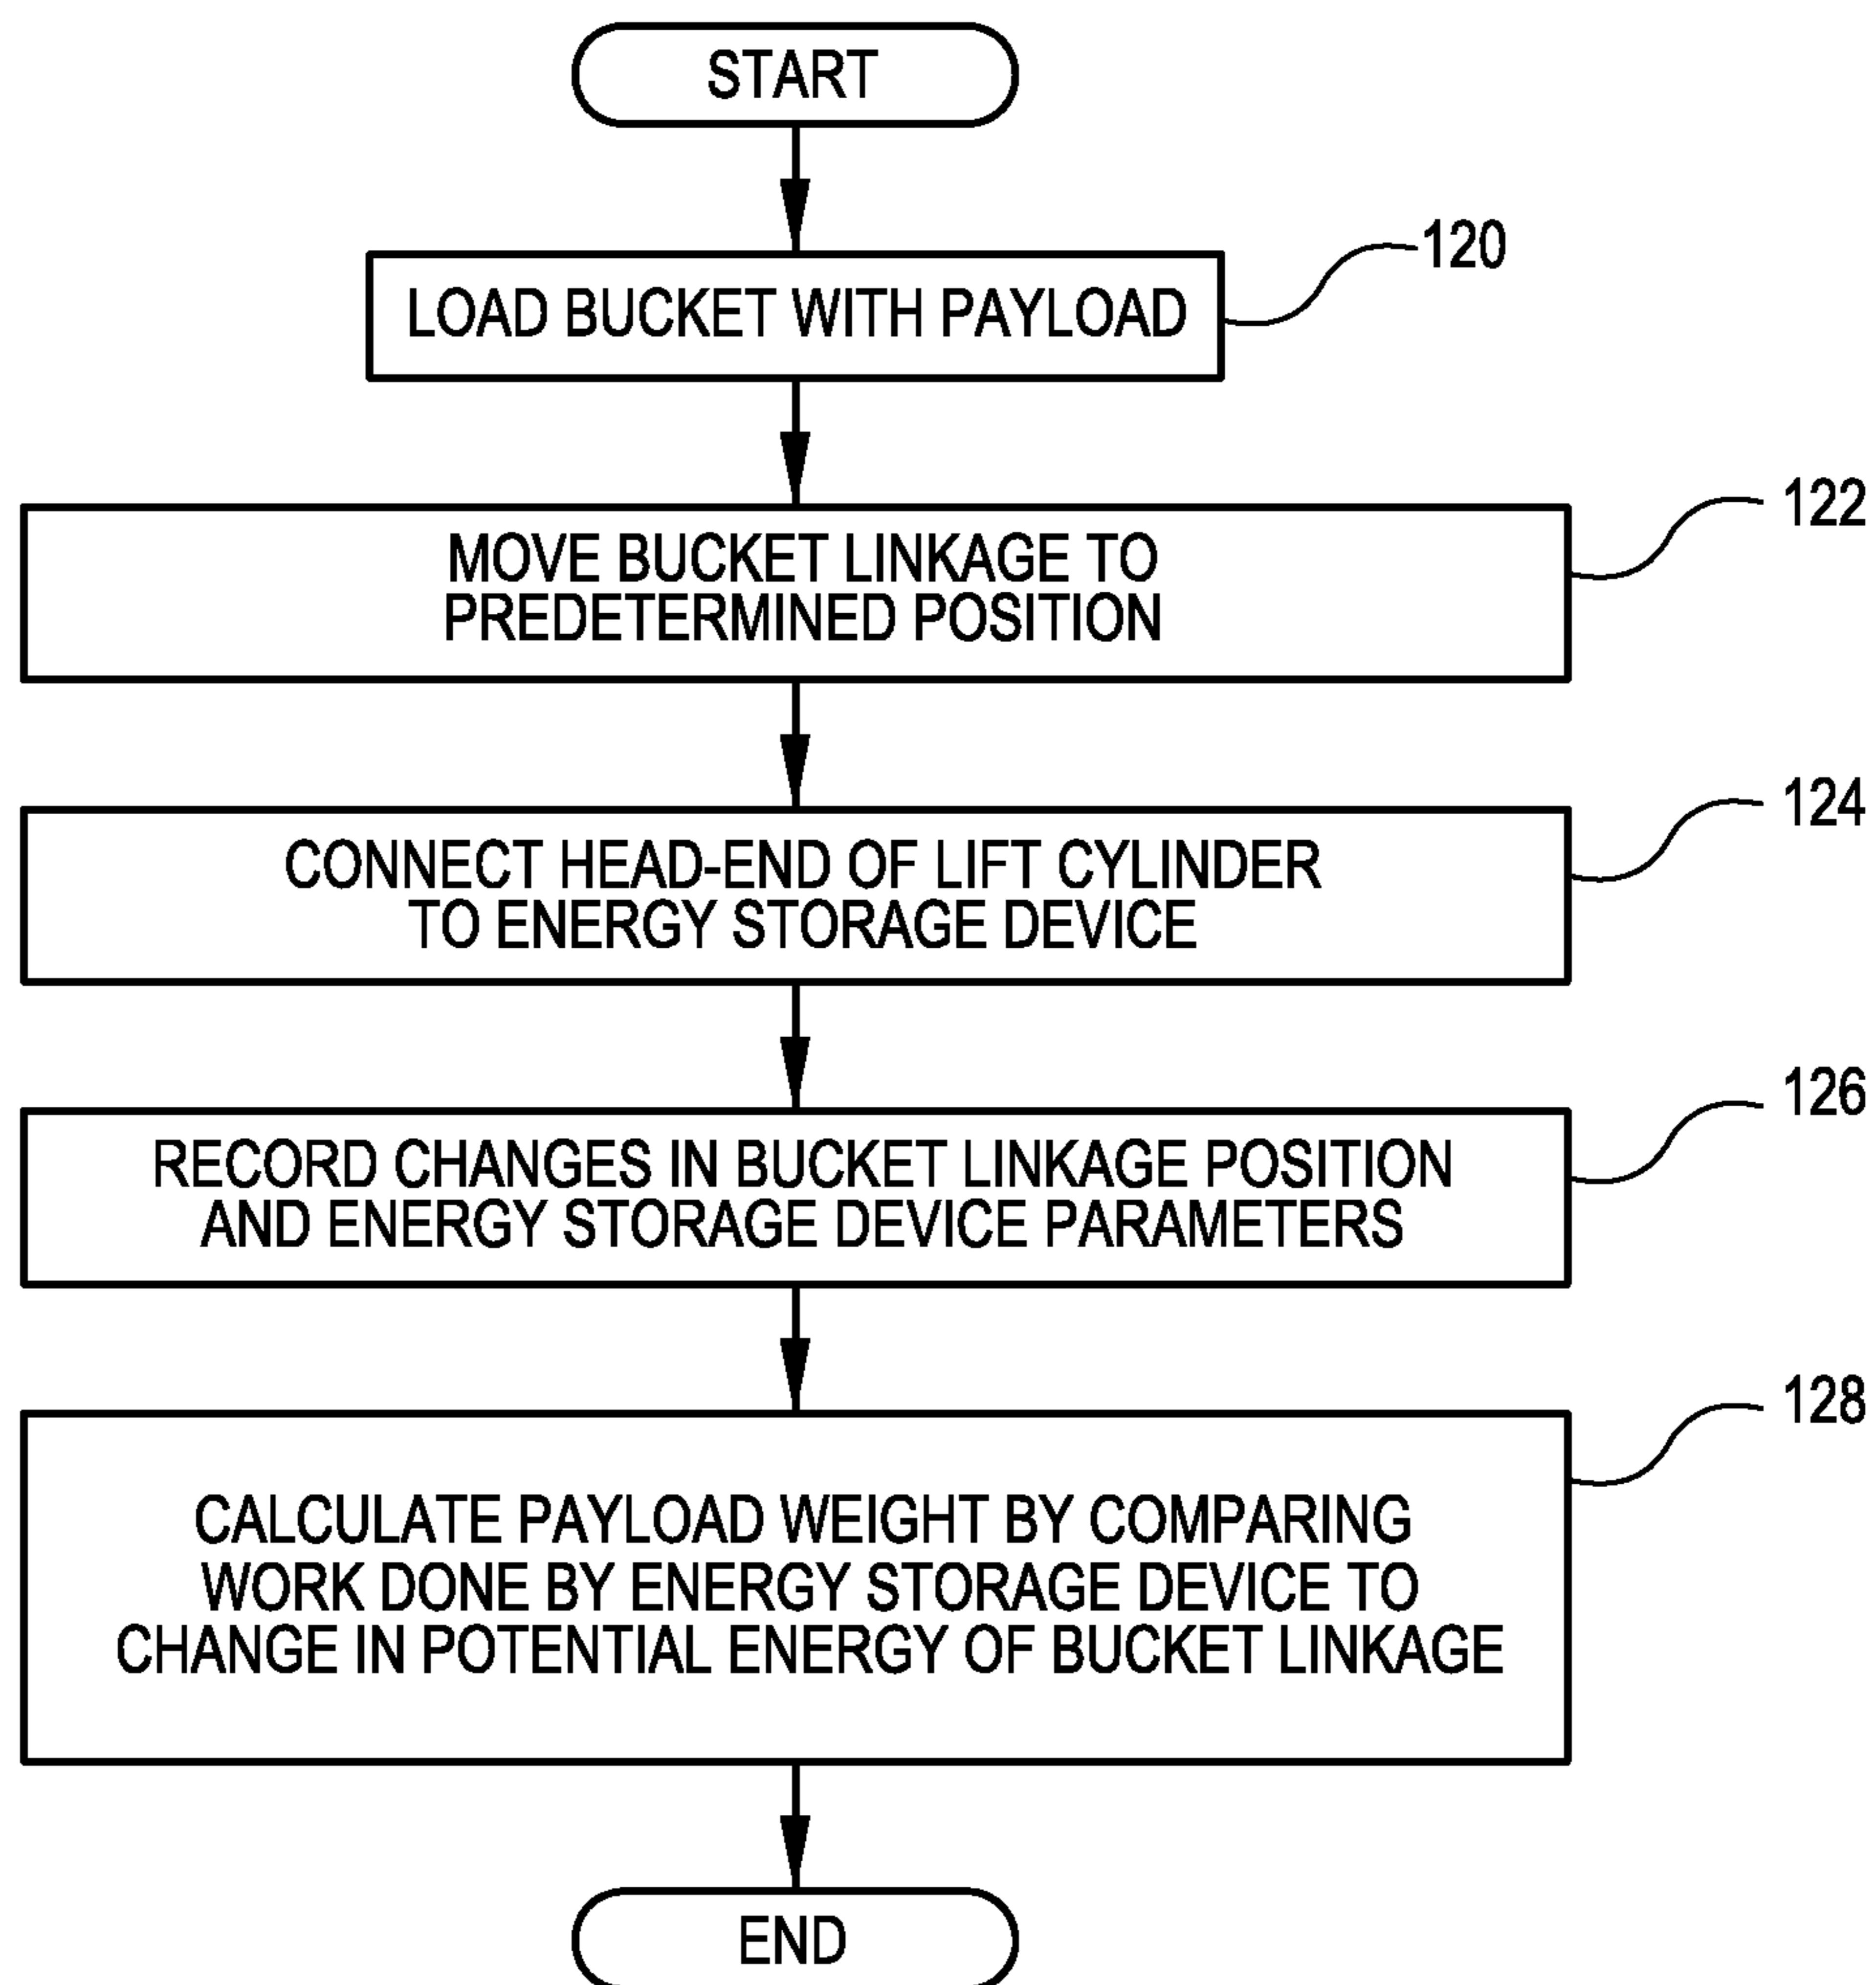 START
120
LOAD BUCKET WITH PAYLOAD
122
MOVE BUCKET LINKAGE TO
PREDETERMINED POSITION
124
CONNECT HEAD-END OF LIFT CYLINDER
TO ENERGY STORAGE DEVICE
126
RECORD CHANGES IN BUCKET LINKAGE POSITION
AND ENERGY STORAGE DEVICE PARAMETERS
128
CALCULATE PAYLOAD WEIGHT BY COMPARING
WORK DONE BY ENERGY STORAGE DEVICE TO
CHANGE IN POTENTIAL ENERGY OF BUCKET LINKAGE
END